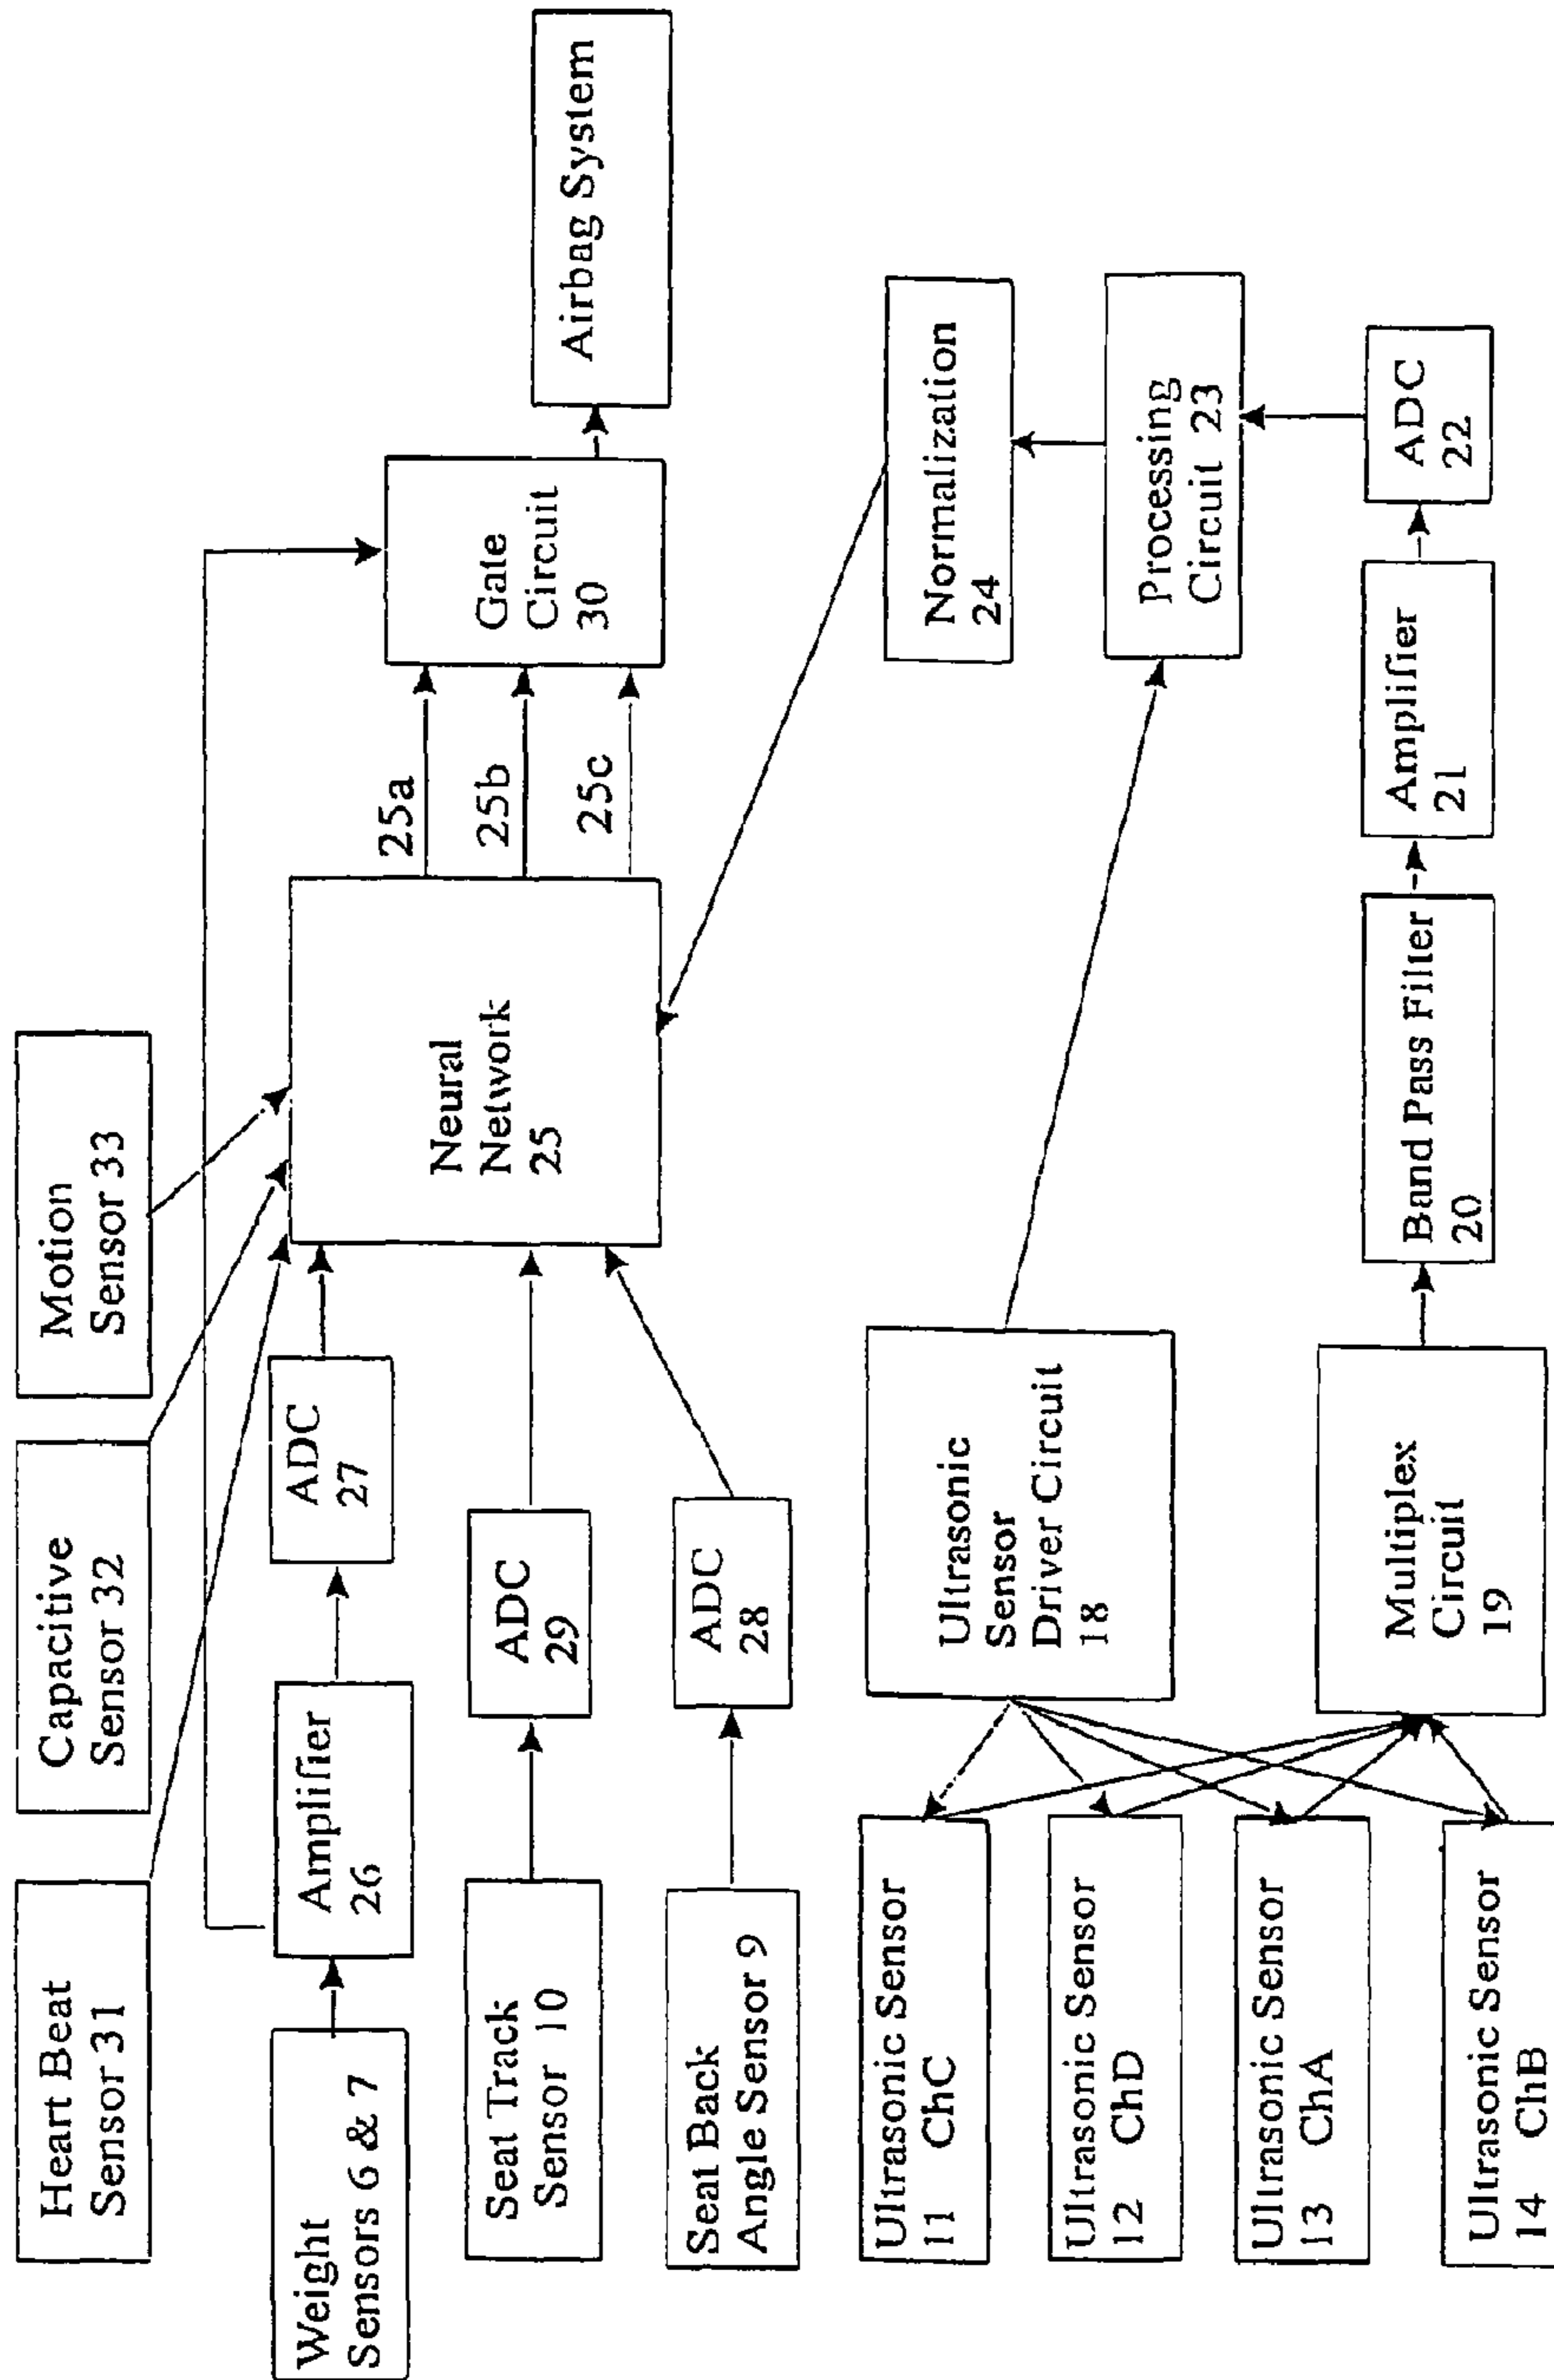 Heart Beat
Sensor 31
Capacitive
Sensor 32
Motion
Sensor 33
Weight
Sensors 6 & 7
Amplifier
26
ADC
27
Seat Track
Sensor 10
ADC
29
Seat Back
Angle Sensor 9
ADC
28
Neural
Network
25
25a
25b
25c
Gate
Circuit
30
Airbag System
Ultrasonic Sensor
11 ChC
Ultrasonic Sensor
12 ChD
Ultrasonic Sensor
13 ChA
Ultrasonic Sensor
14 ChB
Ultrasonic
Sensor
Driver Circuit
18
Multiplex
Circuit
19
Band Pass Filter
20
Amplifier
21
ADC
22
Processing
Circuit 23
Normalization
24